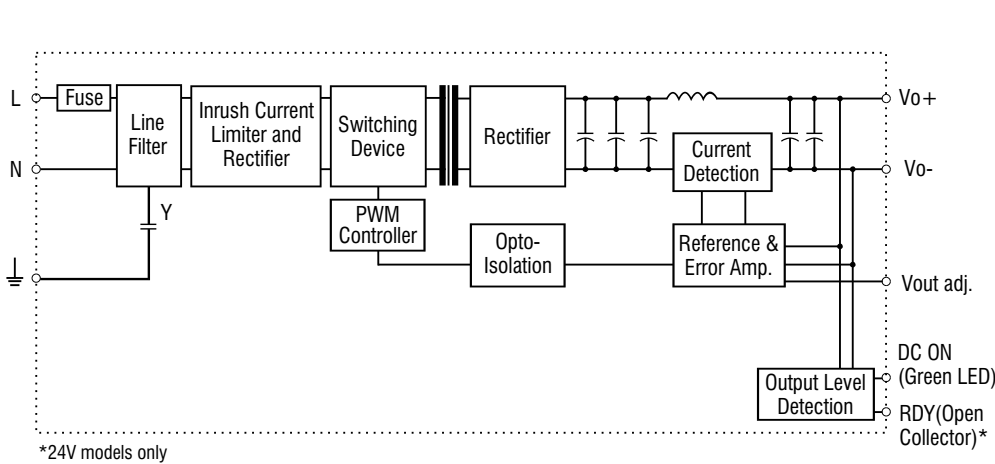 L
Fuse
Line
Filter
Inrush Current
Limiter and
Rectifier
Switching
Device
Rectifier
Current
Detection
Vo+
N
Vo-
Y
PWM
Controller
Opto-
Isolation
Reference &
Error Amp.
Vout adj.
Output Level
Detection
DC ON
(Green LED)
RDY(Open
Collector)*
*24V models only